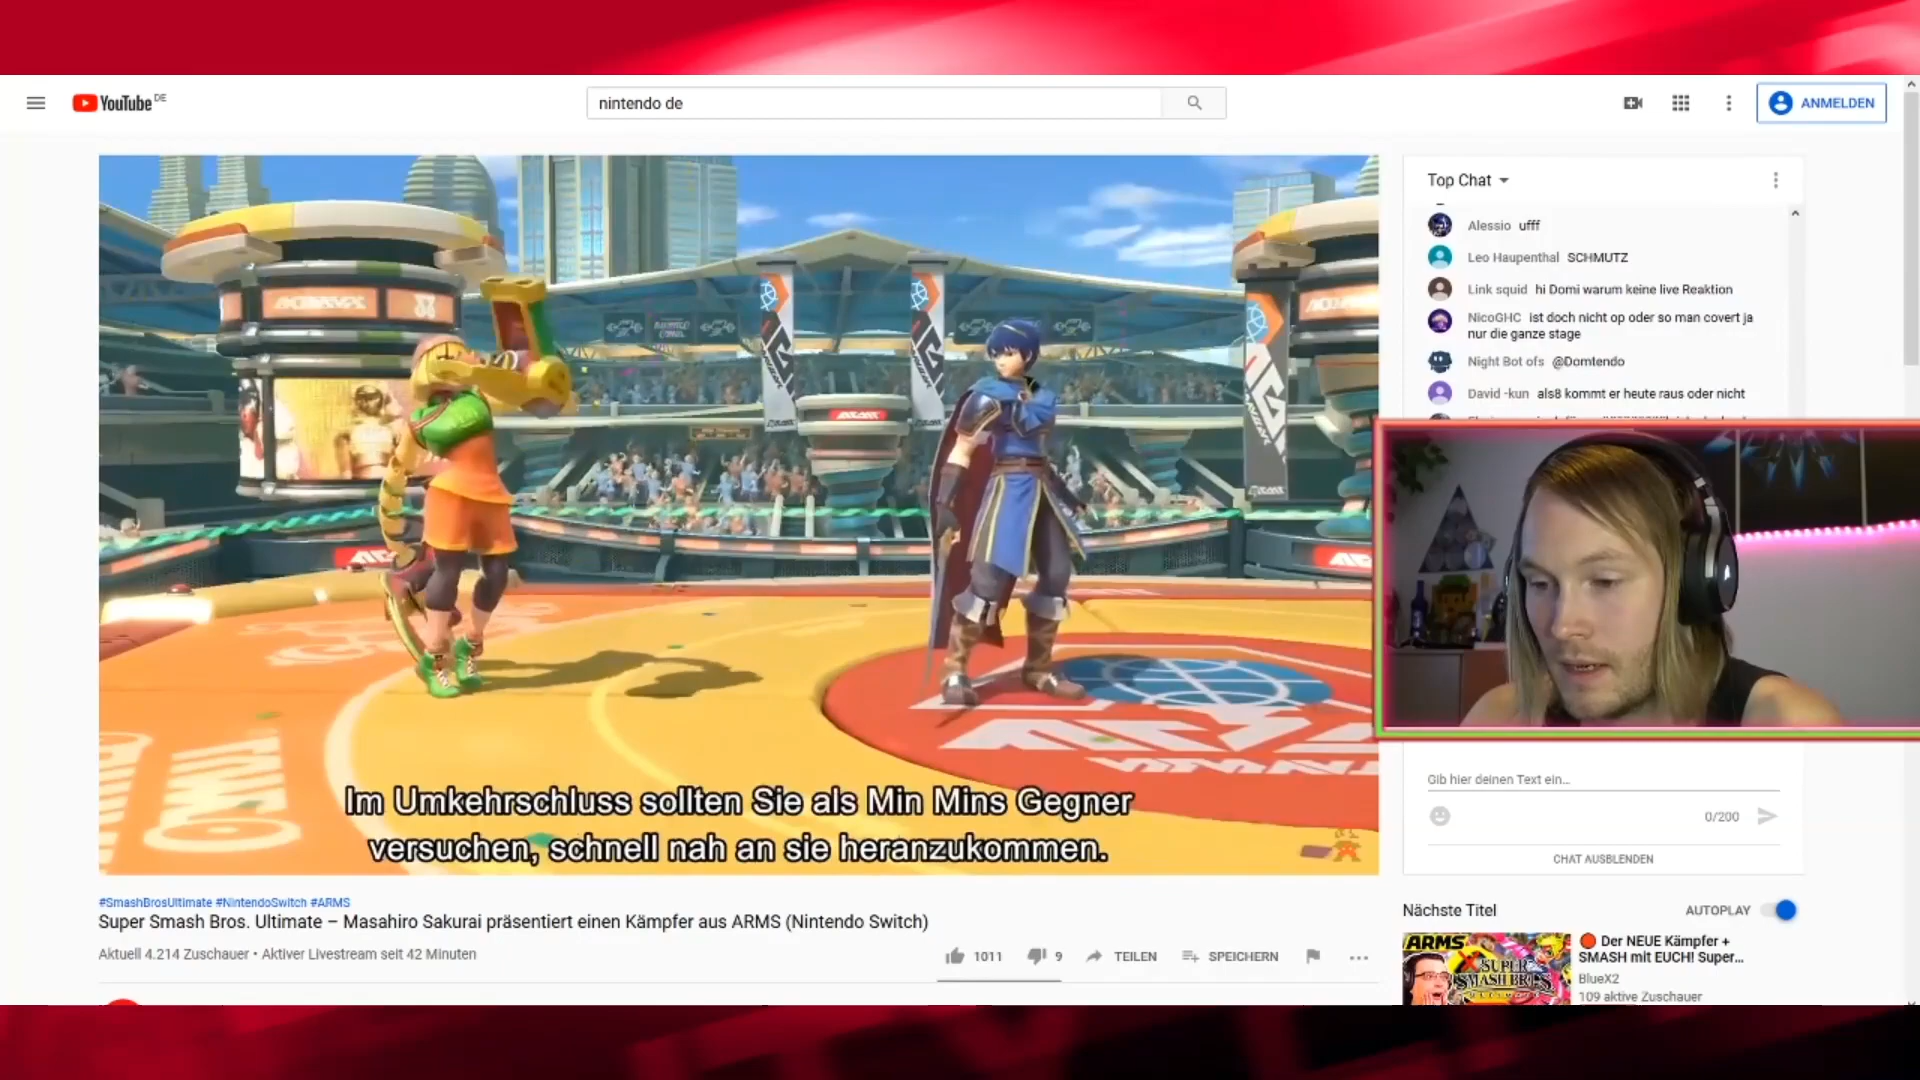 YouTube DE
nintendo de
ANMELDEN
Top Chat
Alessio ufff
Leo Haupenthal SCHMUTZ
Link squid hi Domi warum keine live Reaktion
NicoGHC ist doch nicht op oder so man covert ja
nur die ganze stage
Night Bot ofs @Domtendo
David -kun als8 kommt er heute raus oder nicht
Im Umkehrschluss sollten Sie als Min Mins Gegner
versuchen, schnell nah an sie heranzukommen.
Gib hier deinen Text ein...
0/200
CHAT AUSBLENDEN
#SmashBrosUltimate #NintendoSwitch #ARMS
Super Smash Bros. Ultimate – Masahiro Sakurai präsentiert einen Kämpfer aus ARMS (Nintendo Switch)
Aktuell 4.214 Zuschauer • Aktiver Livestream seit 42 Minuten
1011
9
TEILEN
SPEICHERN
Nächste Titel
AUTOPLAY
ARMS
SUPER
SMASH BROS.
Der NEUE Kämpfer +
SMASH mit EUCH! Super...
BlueX2
109 aktive Zuschauer